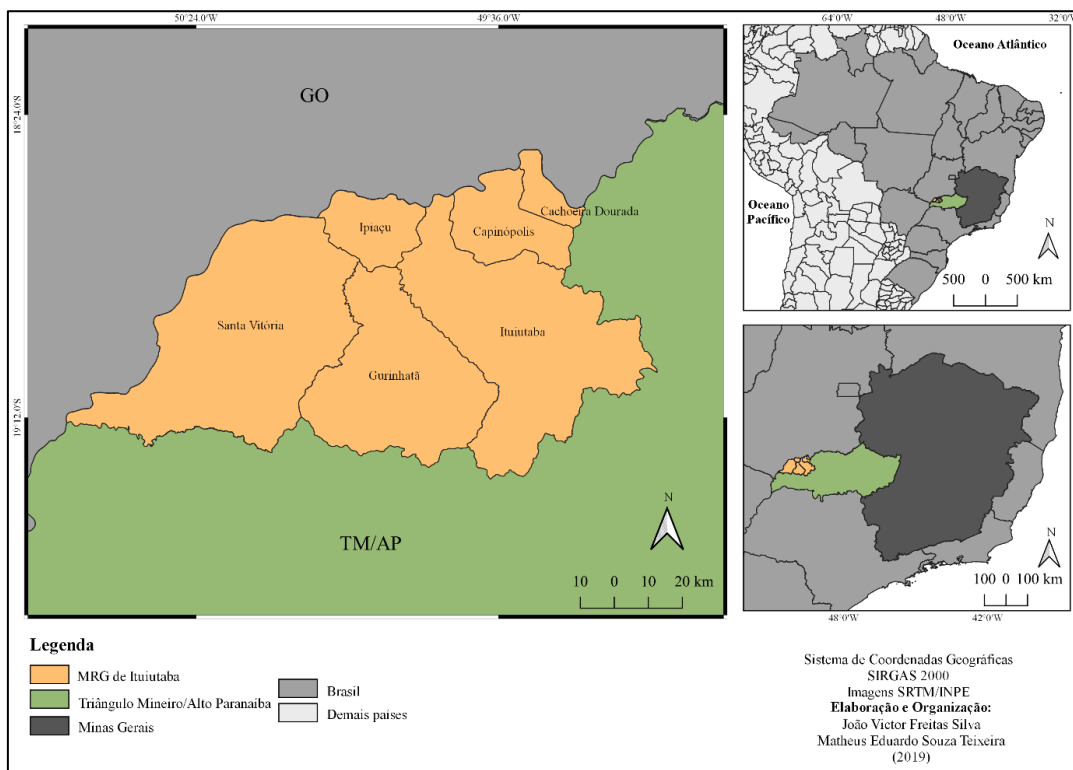 50°24.0'W
49°36.0'W
18°24.0'S
19°12.0'S
GO
Cachoeira Dourada
Ipiaçu
Capinópolis
Santa Vitória
Ituiutaba
Gurinhatã
TM/AP
N
10 0 10 20 km
64°0'W
48°0'W
32°0'W
Oceano Atlântico
Oceano
Pacífico
N
500 0 500 km
N
100 0 100 km
48°0'W
42°0'W
Legenda
MRG de Ituiutaba
Triângulo Mineiro/Alto Paranaíba
Minas Gerais
Brasil
Demais países
Sistema de Coordenadas Geográficas
SIRGAS 2000
Imagens SRTM/INPE
Elaboração e Organização:
João Victor Freitas Silva
Matheus Eduardo Souza Teixeira
(2019)